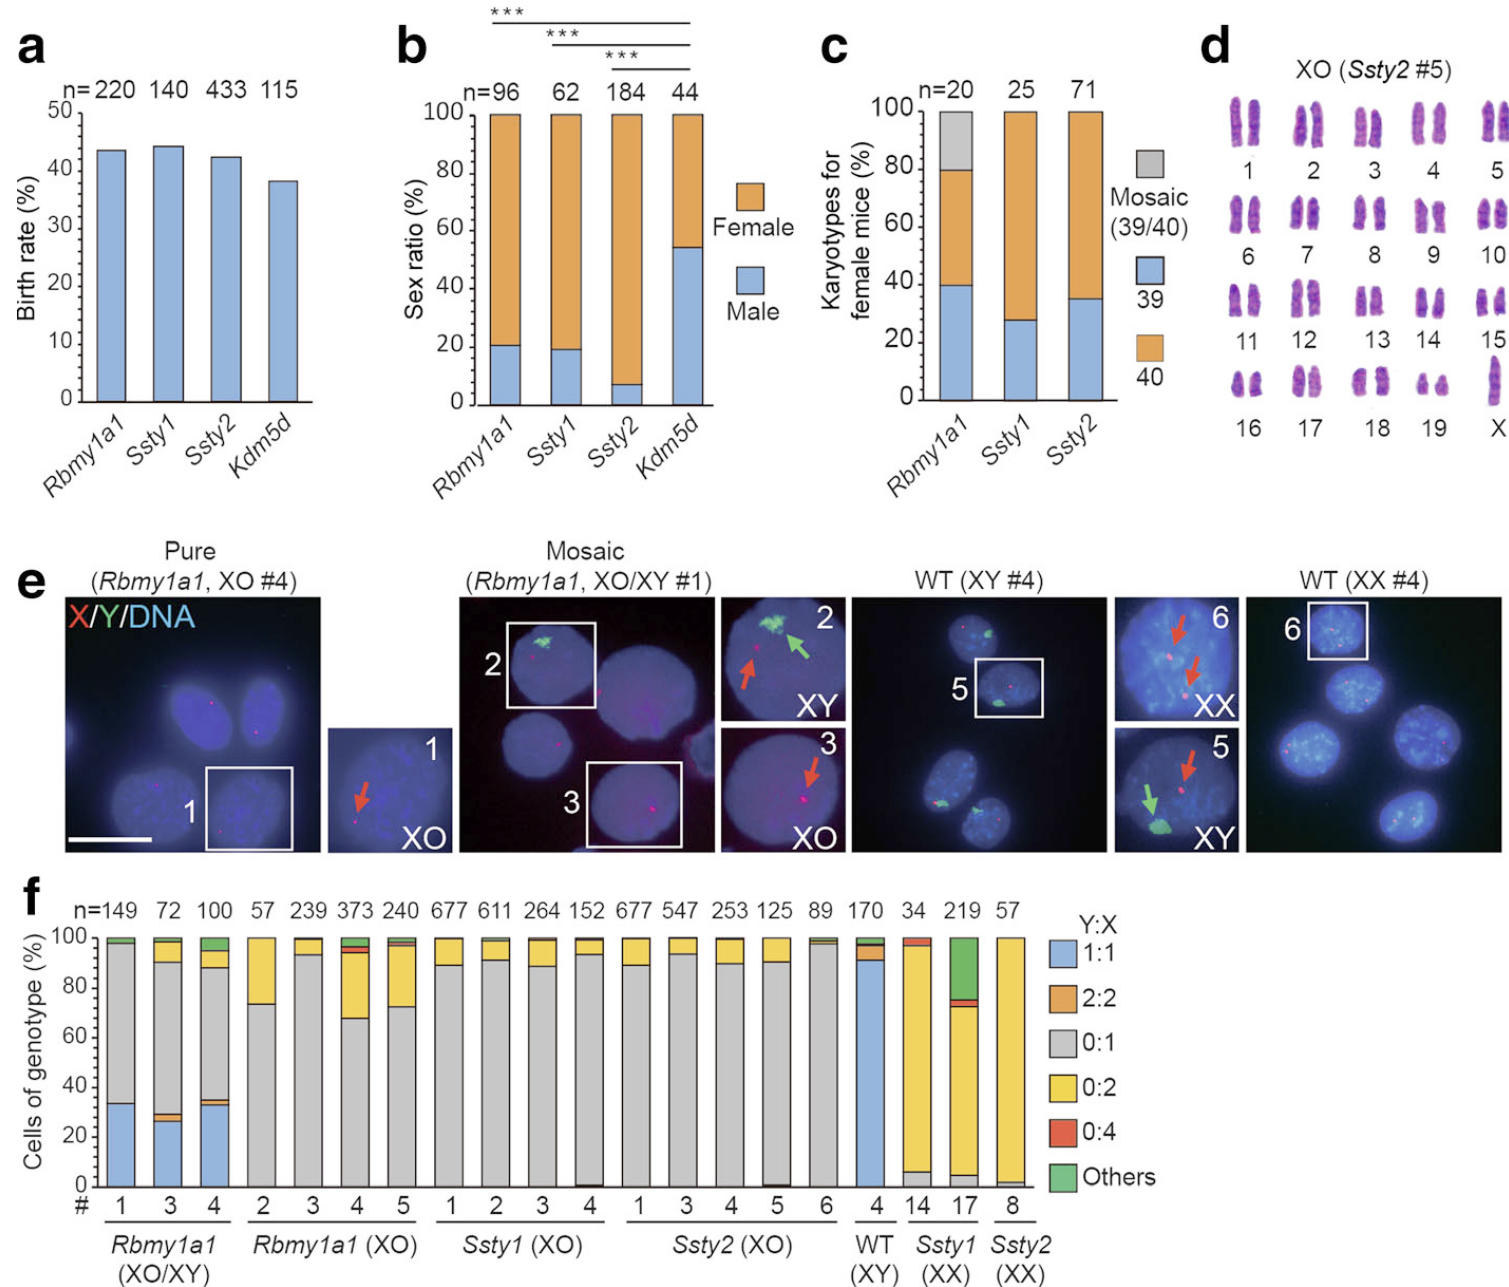 a
n= 220 140 433 115
Birth rate (%)
50
40
30
20
10
0
Rbmy1a1
Ssty1
Ssty2
Kdm5d
b
***
***
***
n=96 62 184 44
Sex ratio (%)
100
80
60
40
20
0
Rbmy1a1
Ssty1
Ssty2
Kdm5d
Female
Male
c
n=20 25 71
Karyotypes for
female mice (%)
100
80
60
40
20
0
Rbmy1a1
Ssty1
Ssty2
Mosaic
(39/40)
39
40
d
XO (Ssty2 #5)
1 2 3 4 5
6 7 8 9 10
11 12 13 14 15
16 17 18 19 X
e
Pure
(Rbmy1a1, XO #4)
X/Y/DNA
1
1
XO
Mosaic
(Rbmy1a1, XO/XY #1)
2
3
2
XY
3
XO
WT (XY #4)
5
6
XX
5
XY
WT (XX #4)
6
f
n=149 72 100 57 239 373 240 677 611 264 152 677 547 253 125 89 170 34 219 57
Cells of genotype (%)
100
80
60
40
20
0
# 1 3 4 2 3 4 5 1 2 3 4 1 3 4 5 6 4 14 17 8
Rbmy1a1
(XO/XY)
Rbmy1a1 (XO)
Ssty1 (XO)
Ssty2 (XO)
WT
(XY)
Ssty1
(XX)
Ssty2
(XX)
Y:X
1:1
2:2
0:1
0:2
0:4
Others